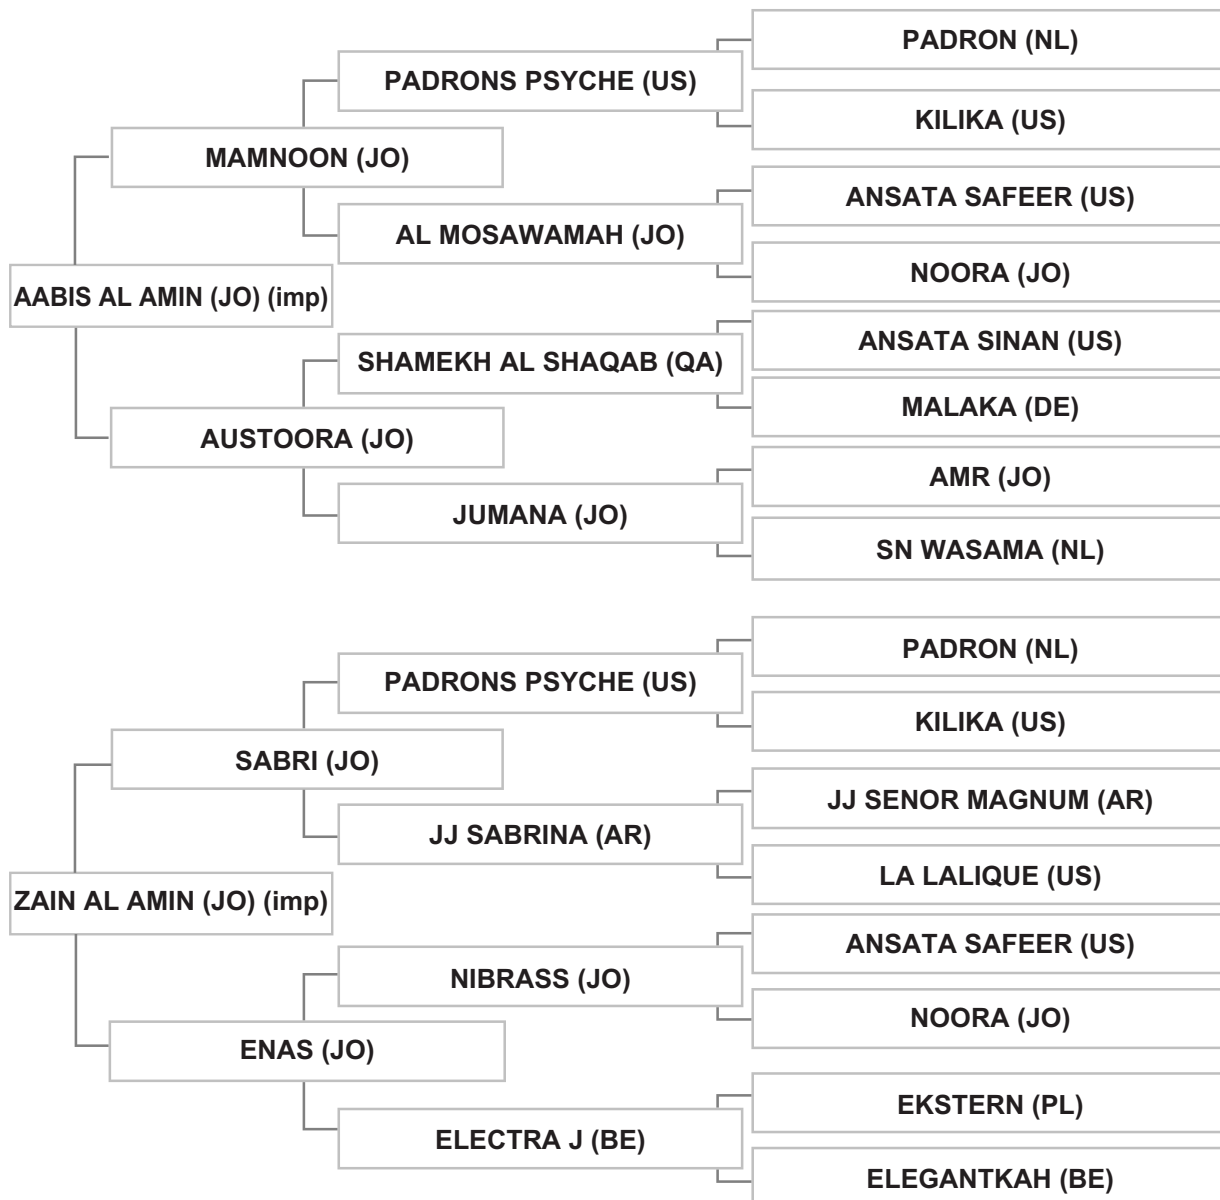 PADRON (NL)
PADRONS PSYCHE (US)
KILIKA (US)
MAMNOON (JO)
ANSATA SAFEER (US)
AL MOSAWAMAH (JO)
NOORA (JO)
AABIS AL AMIN (JO) (imp)
ANSATA SINAN (US)
SHAMEKH AL SHAQAB (QA)
MALAKA (DE)
AUSTOORA (JO)
AMR (JO)
JUMANA (JO)
SN WASAMA (NL)
PADRON (NL)
PADRONS PSYCHE (US)
KILIKA (US)
SABRI (JO)
JJ SENOR MAGNUM (AR)
JJ SABRINA (AR)
LA LALIQUE (US)
ZAIN AL AMIN (JO) (imp)
ANSATA SAFEER (US)
NIBRASS (JO)
NOORA (JO)
ENAS (JO)
EKSTERN (PL)
ELECTRA J (BE)
ELEGANTKAH (BE)